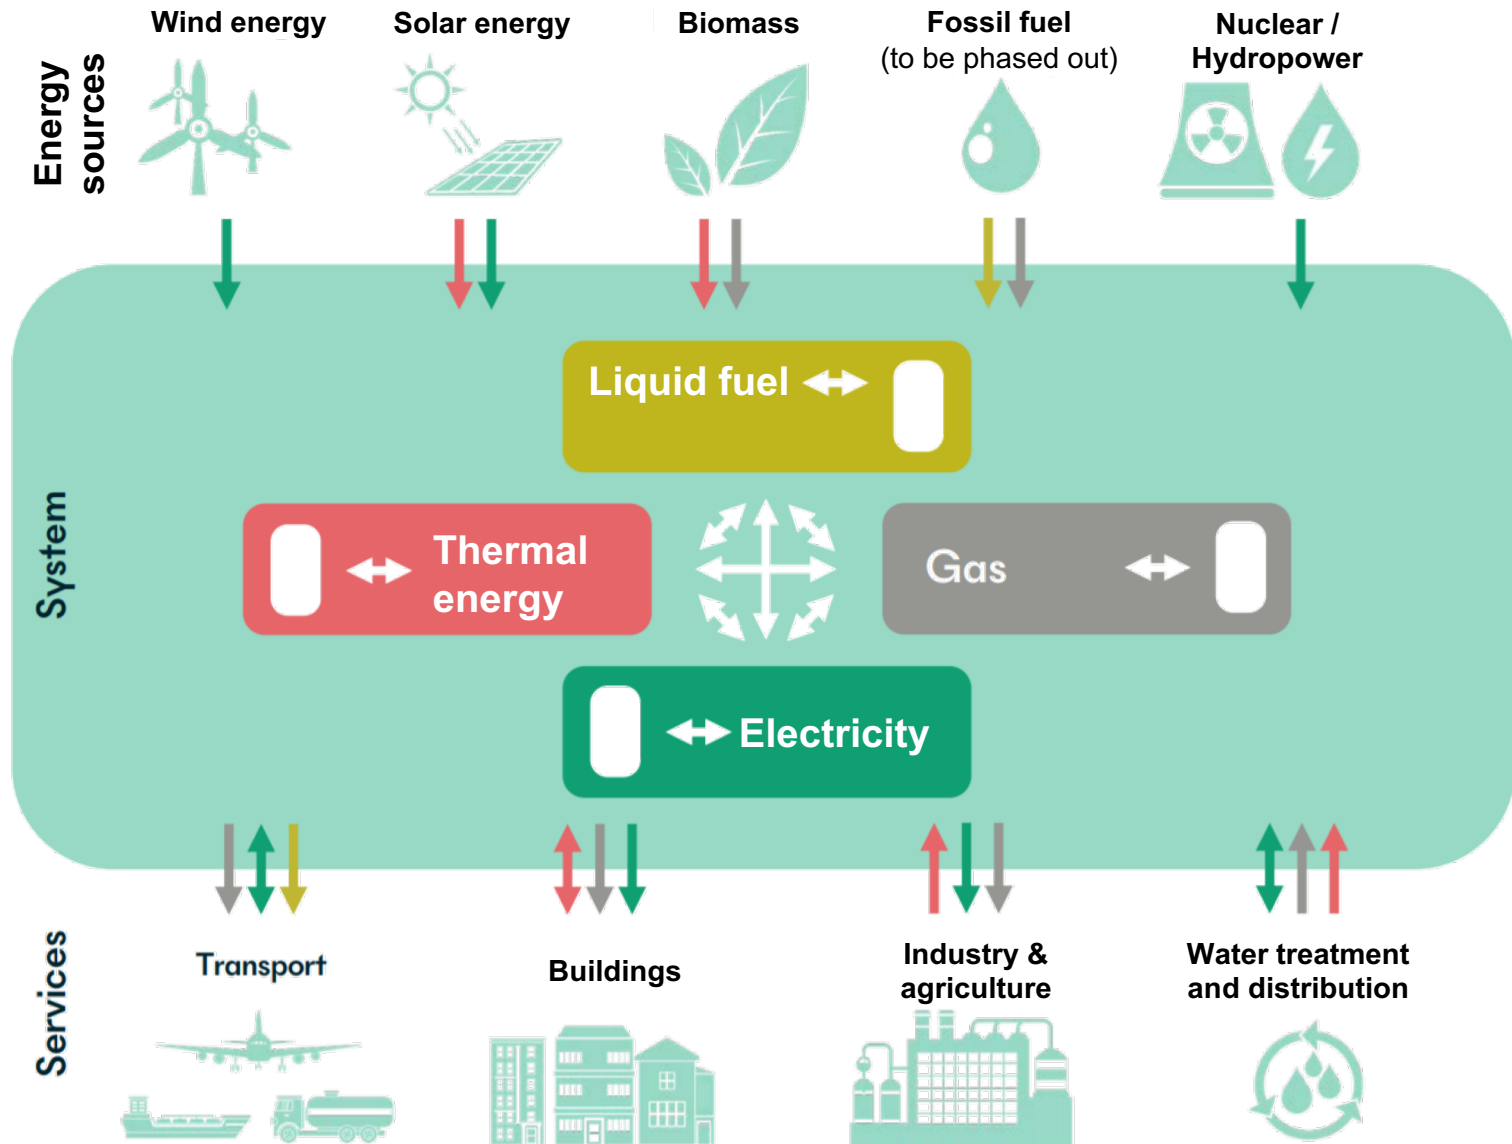 Wind energy
Solar energy
Biomass
Fossil fuel
(to be phased out)
Nuclear /
Hydropower
Energy
sources
Liquid fuel
System
Thermal
energy
Gas
Electricity
Services
Transport
Buildings
Industry &
agriculture
Water treatment
and distribution